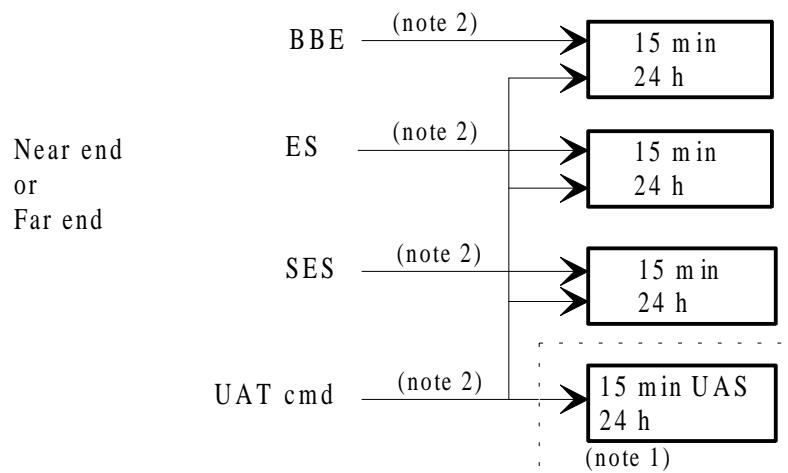 BBE (note 2) 15 min
24 h
Near end
or
Far end
ES (note 2) 15 min
24 h
SES (note 2) 15 min
24 h
UAT cmd (note 2) 15 min UAS
24 h
(note 1)